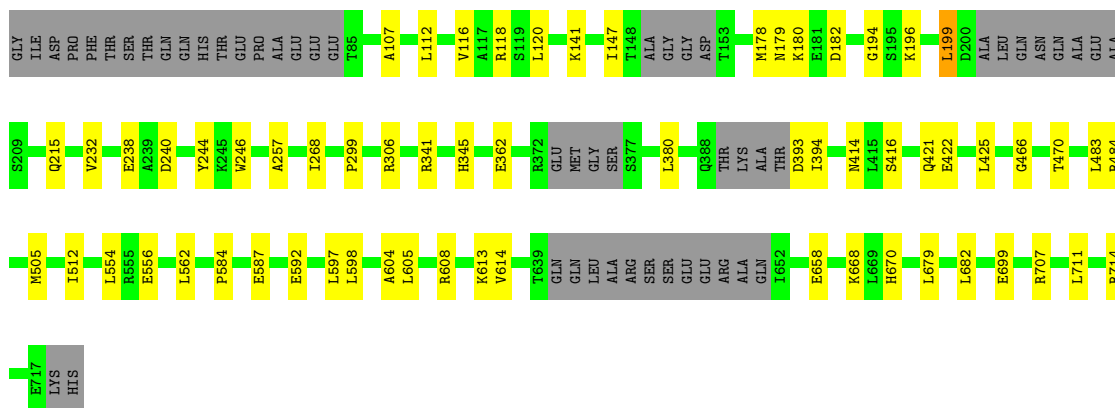 GLY ILE ASP PRO PHE THR SER THR GLN GLN HIS THR GLU PRO ALA GLU GLU GLU T85 A107 L112 V116 A117 R118 S119 L120 K141 I147 T148 ALA GLY GLY ASP T153 M178 N179 K180 E181 D182 G194 S195 K196 L199 D200 ALA LEU GLN ASN GLN ALA GLU ALA
S209 Q215 V232 E238 A239 D240 Y244 K245 W246 A257 I268 P299 R306 R341 H345 E362 R372 GLU MET GLY SER S377 L380 Q388 THR LYS ALA THR D393 I394 N414 L415 S416 Q421 E422 L425 G466 T470 L483 R484
M505 I512 L554 R555 E556 L562 P584 E587 E592 L597 L598 A604 L605 R608 K613 V614 T639 GLN GLN LEU ALA ARG SER SER GLU GLU ARG ALA GLN I652 E658 K668 L669 H670 L679 L682 E699 R707 L711 R714
E717 LYS HIS